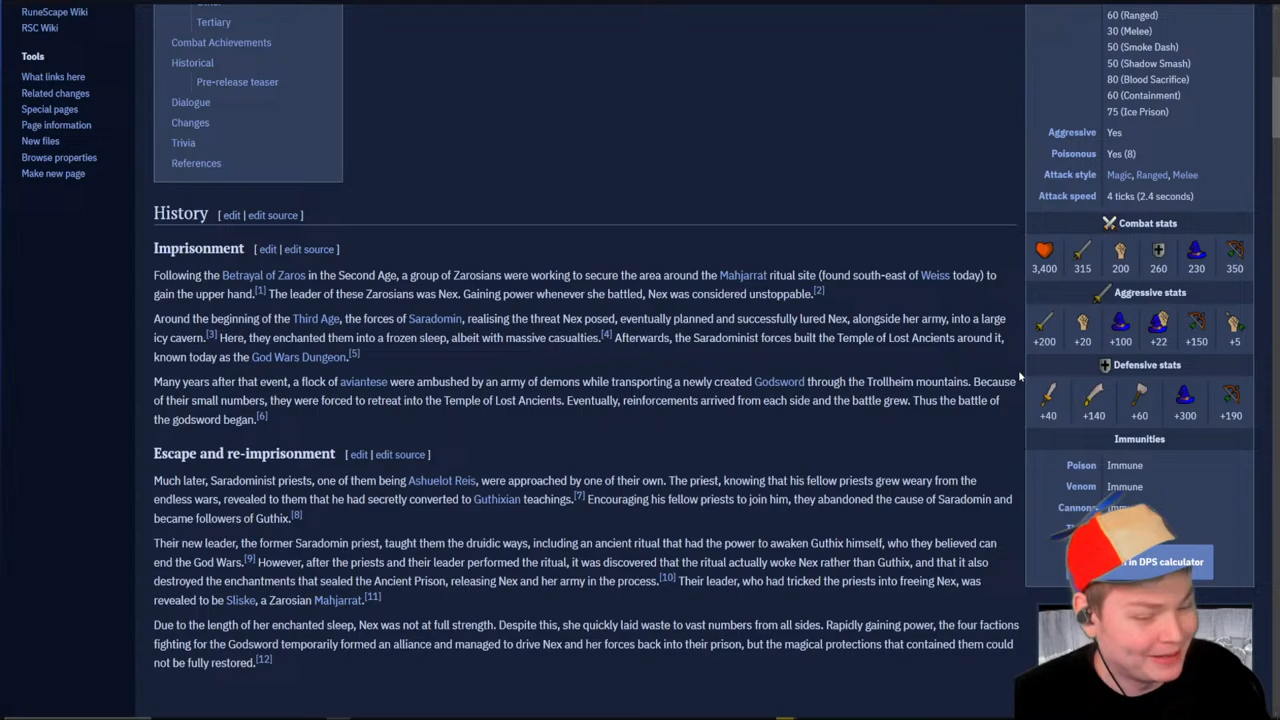 RuneScape Wiki
RSC Wiki
Tools
What links here
Related changes
Special pages
Page information
New files
Browse properties
Make new page
Tertiary
Combat Achievements
Historical
Pre-release teaser
Dialogue
Changes
Trivia
References
History [ edit | edit source ]
Imprisonment [ edit | edit source ]
Following the Betrayal of Zaros in the Second Age, a group of Zarosians were working to secure the area around the Mahjarrat ritual site (found south-east of Weiss today) to
gain the upper hand.[1] The leader of these Zarosians was Nex. Gaining power whenever she battled, Nex was considered unstoppable.[2]
Around the beginning of the Third Age, the forces of Saradomin, realising the threat Nex posed, eventually planned and successfully lured Nex, alongside her army, into a large
icy cavern.[3] Here, they enchanted them into a frozen sleep, albeit with massive casualties.[4] Afterwards, the Saradominist forces built the Temple of Lost Ancients around it,
known today as the God Wars Dungeon.[5]
Many years after that event, a flock of aviantese were ambushed by an army of demons while transporting a newly created Godsword through the Trollheim mountains. Because
of their small numbers, they were forced to retreat into the Temple of Lost Ancients. Eventually, reinforcements arrived from each side and the battle grew. Thus the battle of
the godsword began.[6]
Escape and re-imprisonment [ edit | edit source ]
Much later, Saradominist priests, one of them being Ashuelot Reis, were approached by one of their own. The priest, knowing that his fellow priests grew weary from the
endless wars, revealed to them that he had secretly converted to Guthixian teachings.[7] Encouraging his fellow priests to join him, they abandoned the cause of Saradomin and
became followers of Guthix.[8]
Their new leader, the former Saradomin priest, taught them the druidic ways, including an ancient ritual that had the power to awaken Guthix himself, who they believed can
end the God Wars.[9] However, after the priests and their leader performed the ritual, it was discovered that the ritual actually woke Nex rather than Guthix, and that it also
destroyed the enchantments that sealed the Ancient Prison, releasing Nex and her army in the process.[10] Their leader, who had tricked the priests into freeing Nex, was
revealed to be Sliske, a Zarosian Mahjarrat.[11]
Due to the length of her enchanted sleep, Nex was not at full strength. Despite this, she quickly laid waste to vast numbers from all sides. Rapidly gaining power, the four factions
fighting for the Godsword temporarily formed an alliance and managed to drive Nex and her forces back into their prison, but the magical protections that contained them could
not be fully restored.[12]
60 (Ranged)
30 (Melee)
50 (Smoke Dash)
50 (Shadow Smash)
80 (Blood Sacrifice)
60 (Containment)
75 (Ice Prison)
Aggressive Yes
Poisonous Yes (8)
Attack style Magic, Ranged, Melee
Attack speed 4 ticks (2.4 seconds)
Combat stats
3,400 315 200 260 230 350
Aggressive stats
+200 +20 +100 +22 +150 +5
Defensive stats
+40 +140 +60 +300 +190
Immunities
Poison Immune
Venom Immune
in DPS calculator